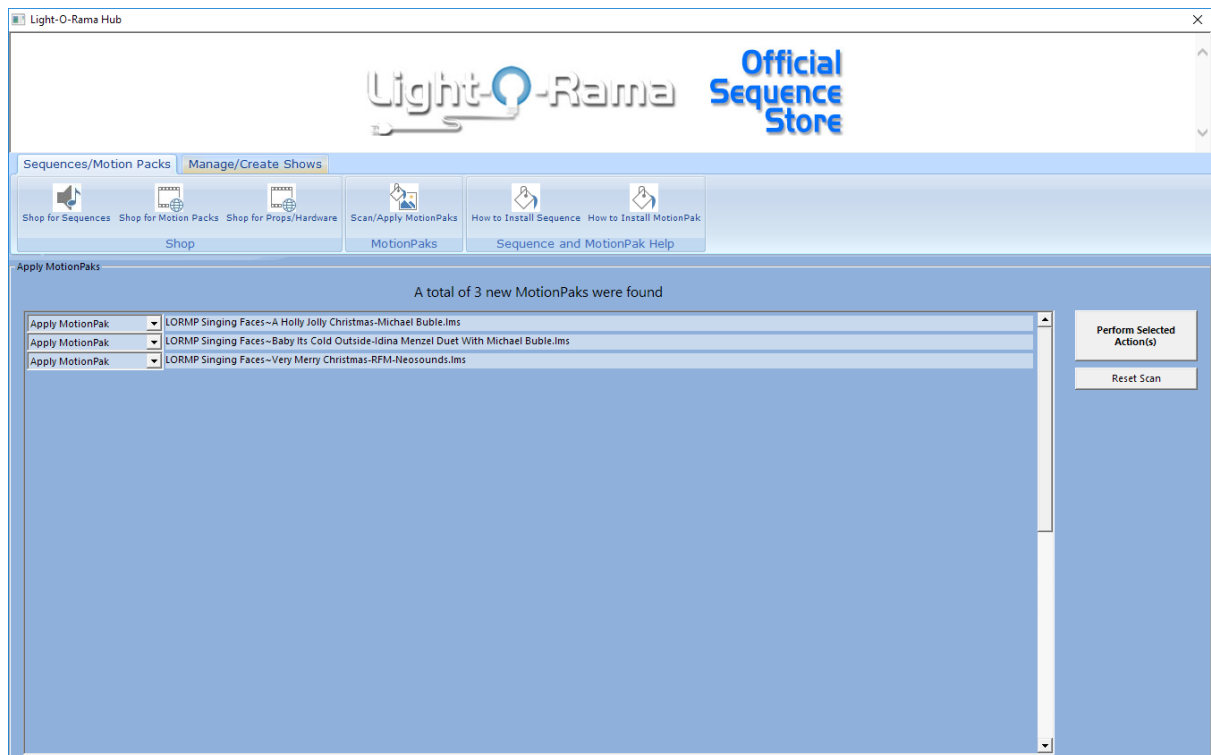 Light-O-Rama Hub
Light-O-Rama
Official
Sequence
Store
Sequences/Motion Packs
Manage/Create Shows
Shop for Sequences
Shop for Motion Packs
Shop for Props/Hardware
Scan/Apply MotionPaks
How to Install Sequence
How to Install MotionPak
Shop
MotionPaks
Sequence and MotionPak Help
Apply MotionPaks
A total of 3 new MotionPaks were found
Apply MotionPak LORMP Singing Faces~A Holly Jolly Christmas-Michael Buble.lms
Apply MotionPak LORMP Singing Faces~Baby Its Cold Outside-Idina Menzel Duet With Michael Buble.lms
Apply MotionPak LORMP Singing Faces~Very Merry Christmas-RFM-Neosounds.lms
Perform Selected
Action(s)
Reset Scan